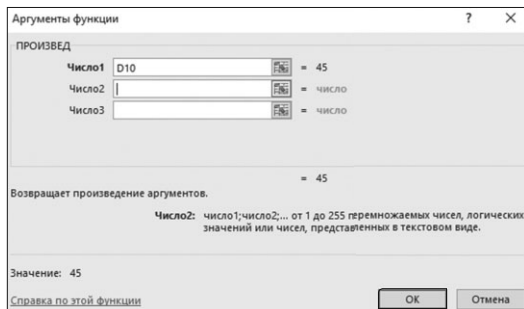 Аргументы функции ? ×
ПРОИЗВЕД
Число1 D10 = 45
Число2 = число
Число3 = число
= 45
Возвращает произведение аргументов.
Число2: число1;число2;... от 1 до 255 перемножаемых чисел, логических
значений или чисел, представленных в текстовом виде.
Значение: 45
Справка по этой функции ОК Отмена